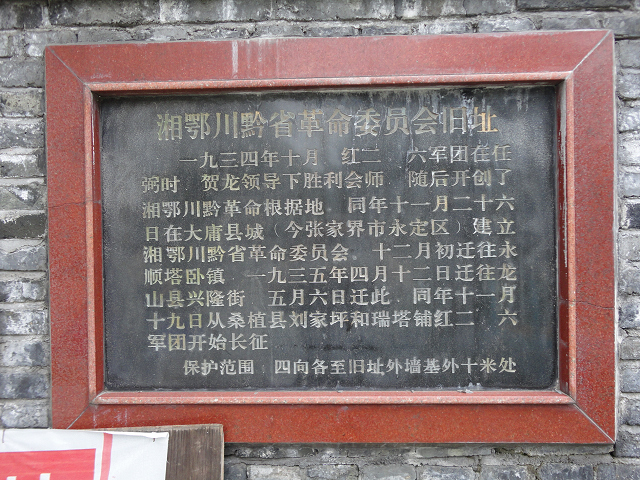 湘鄂川黔省革命委员会旧址
一九三四年十月 红二、六军团在任
弼时、贺龙领导下胜利会师 随后开创了
湘鄂川黔革命根据地。同年十一月二十六
日在大庸县城（今张家界市永定区）建立
湘鄂川黔省革命委员会。十二月初迁往永
顺塔卧镇 一九三五年四月十二日迁往龙
山县兴隆街 五月六日迁此 同年十一月
十九日从桑植县刘家坪和瑞塔铺红二、六
军团开始长征
保护范围 四向各至旧址外墙基外十米处